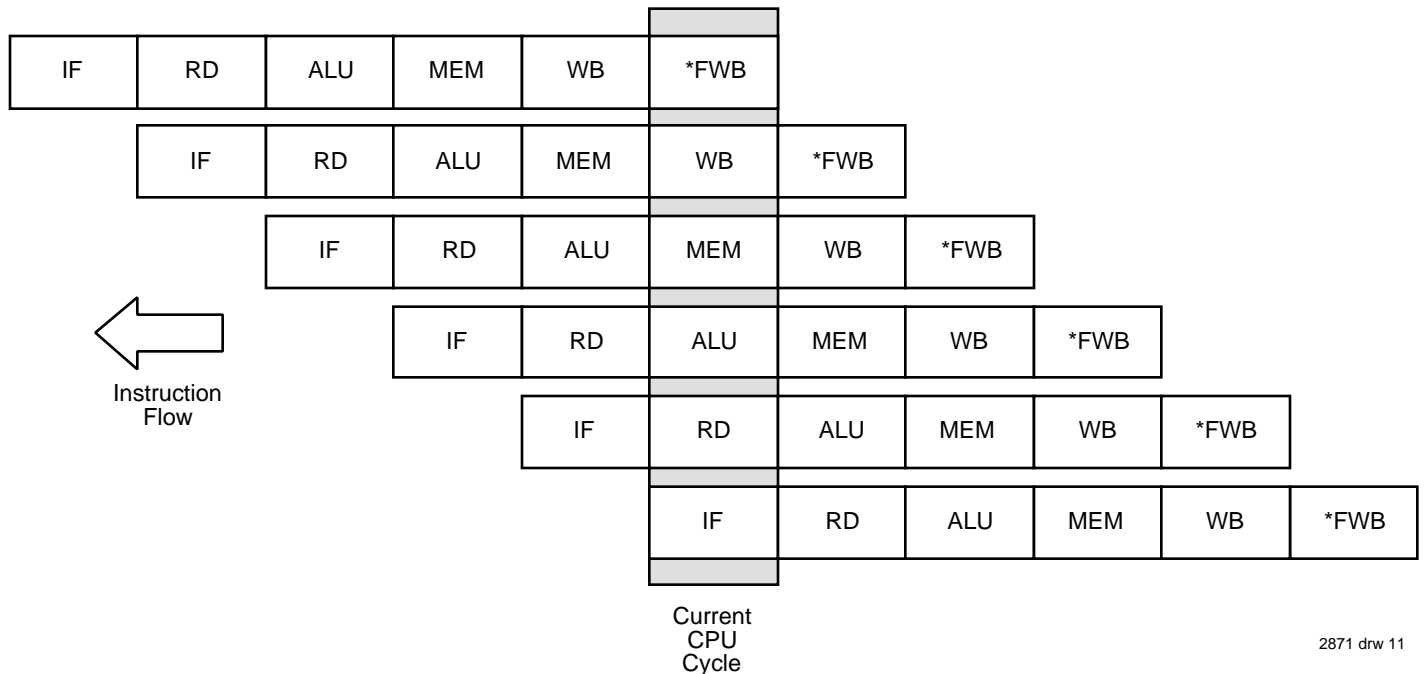 IF RD ALU MEM WB *FWB
IF RD ALU MEM WB *FWB
IF RD ALU MEM WB *FWB
IF RD ALU MEM WB *FWB
Instruction
Flow
IF RD ALU MEM WB *FWB
IF RD ALU MEM WB *FWB
Current
CPU
Cycle
2871 drw 11